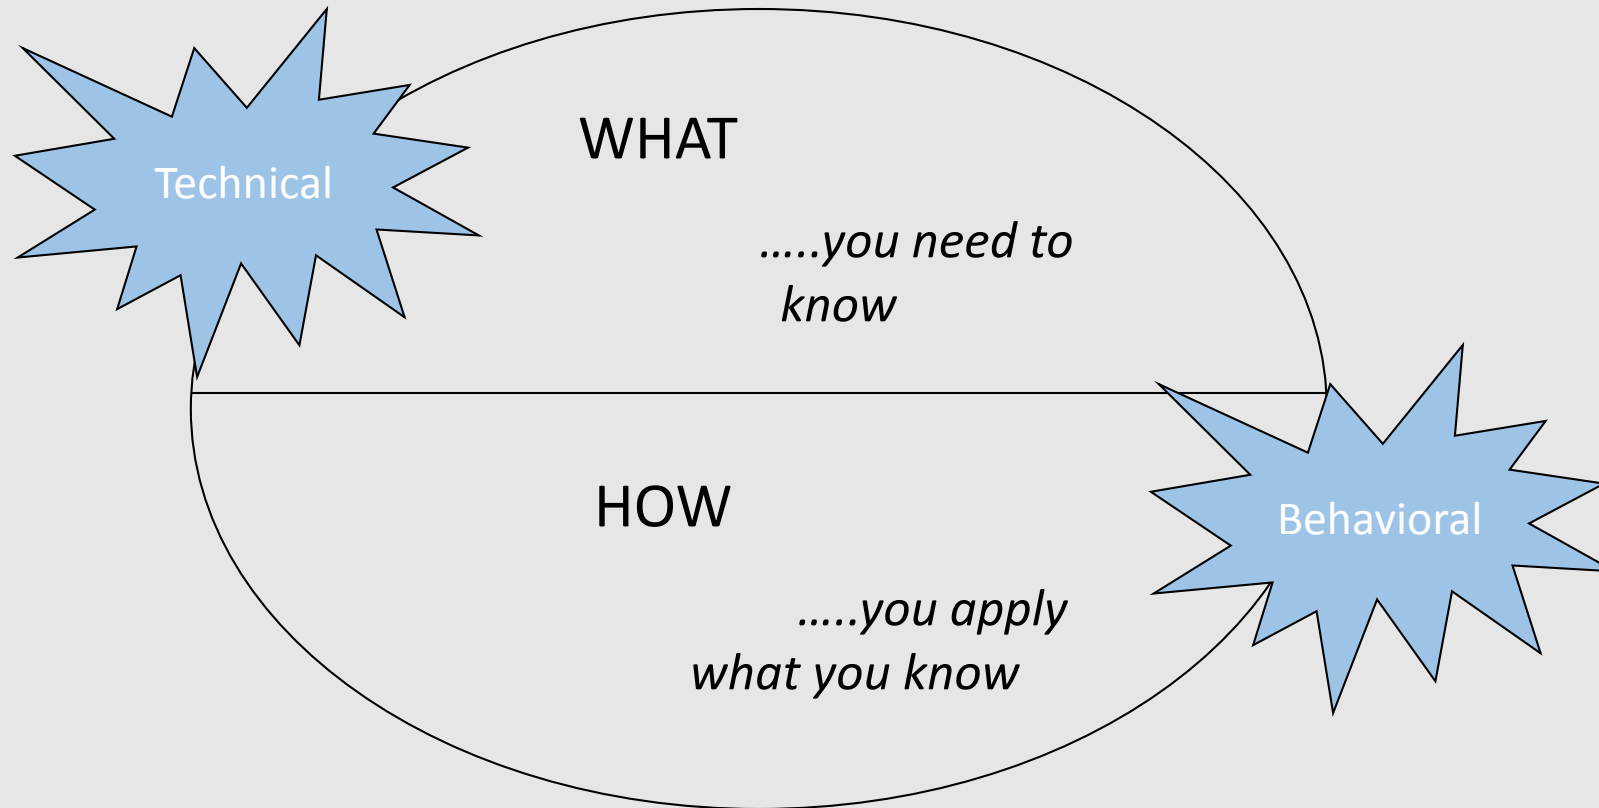 Technical
WHAT
.....you need to
know
HOW
Behavioral
.....you apply
what you know